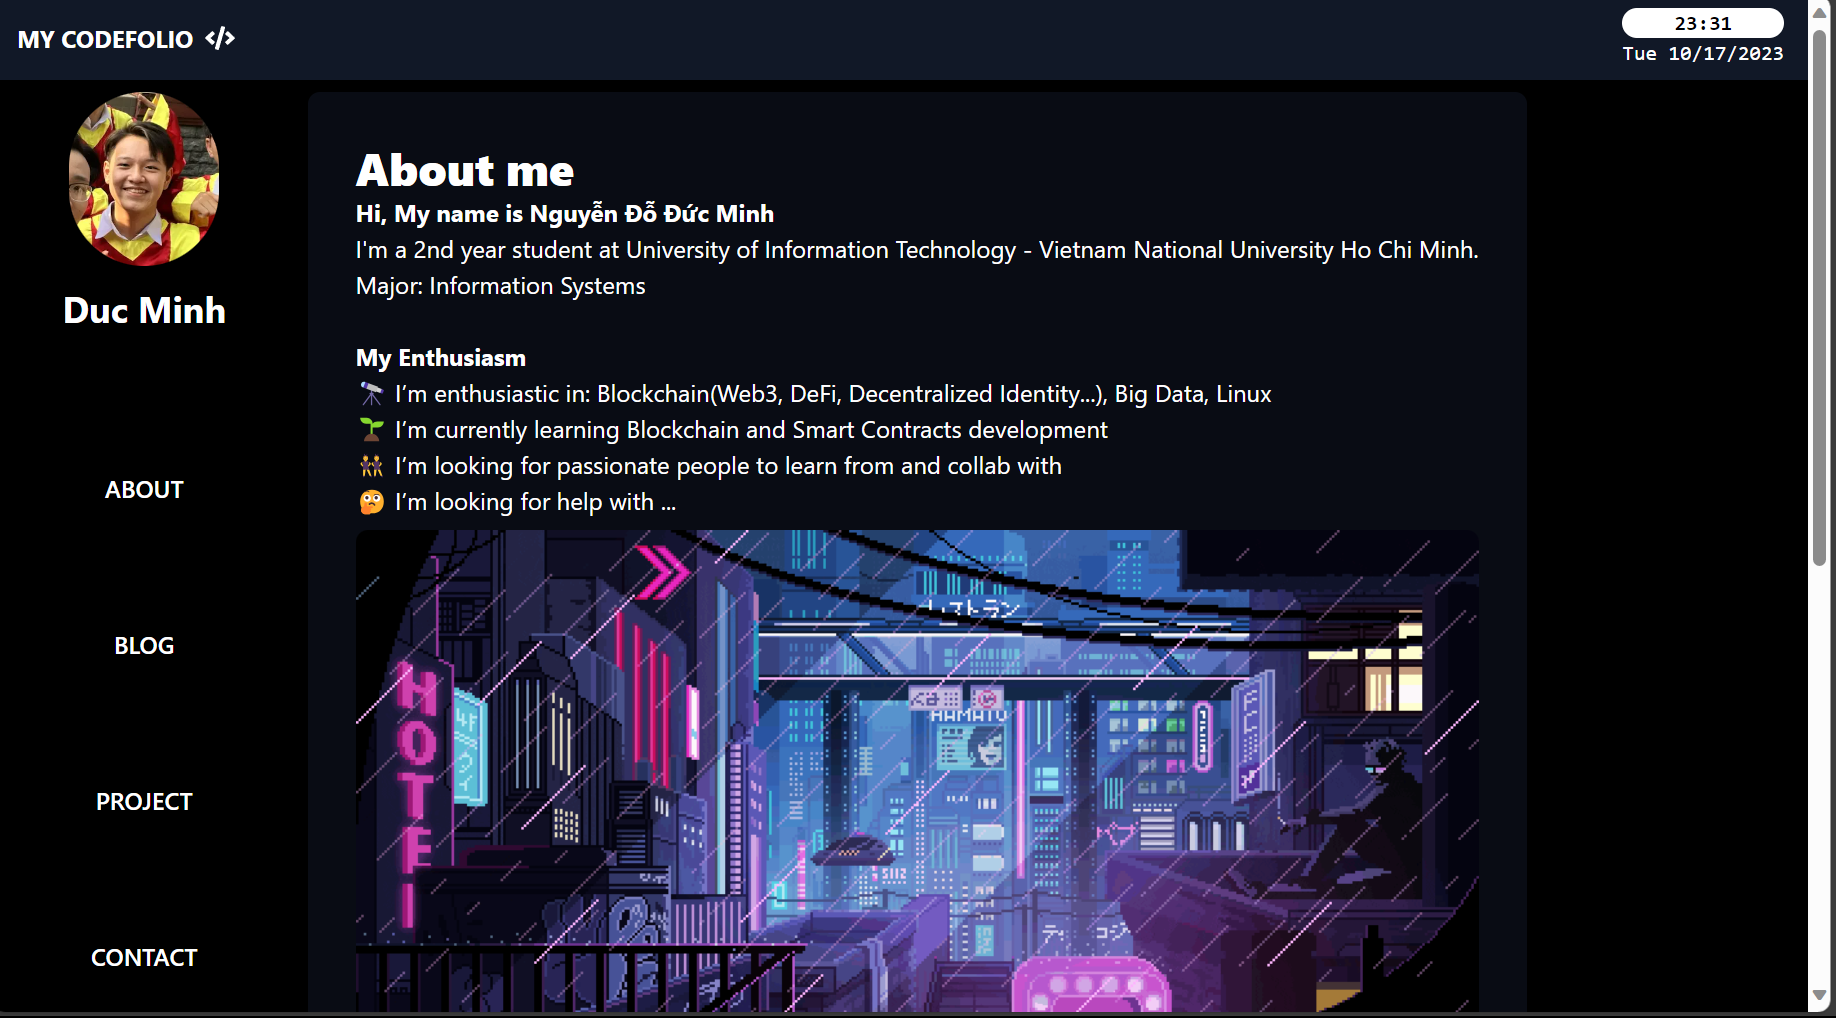 MY CODEFOLIO </>
23:31
Tue 10/17/2023
Duc Minh
ABOUT
BLOG
PROJECT
CONTACT
About me
Hi, My name is Nguyễn Đỗ Đức Minh
I'm a 2nd year student at University of Information Technology - Vietnam National University Ho Chi Minh.
Major: Information Systems
My Enthusiasm
🔭 I’m enthusiastic in: Blockchain(Web3, DeFi, Decentralized Identity...), Big Data, Linux
🌱 I’m currently learning Blockchain and Smart Contracts development
👯 I’m looking for passionate people to learn from and collab with
🤔 I’m looking for help with ...
レストラン
HOTEL